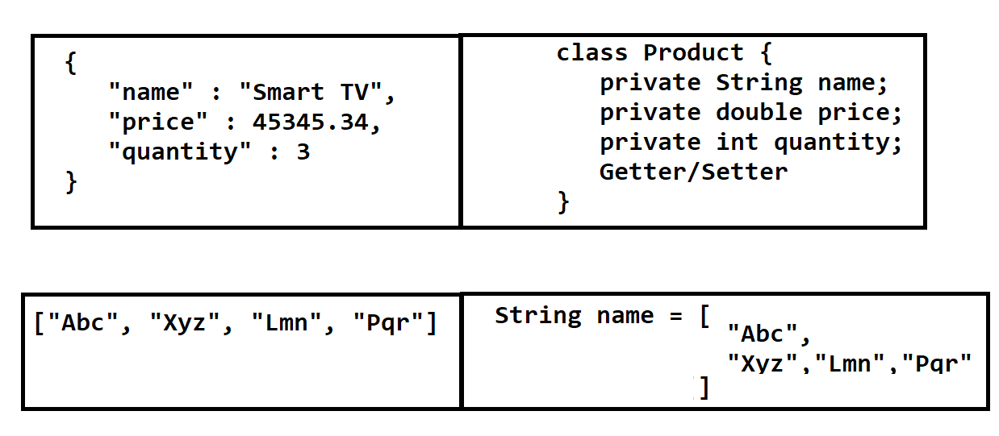 {
"name" : "Smart TV",
"price" : 45345.34,
"quantity" : 3
}
class Product {
private String name;
private double price;
private int quantity;
Getter/Setter
}
["Abc", "Xyz", "Lmn", "Pqr"]
String name = [
"Abc",
"Xyz","Lmn","Pqr"
]